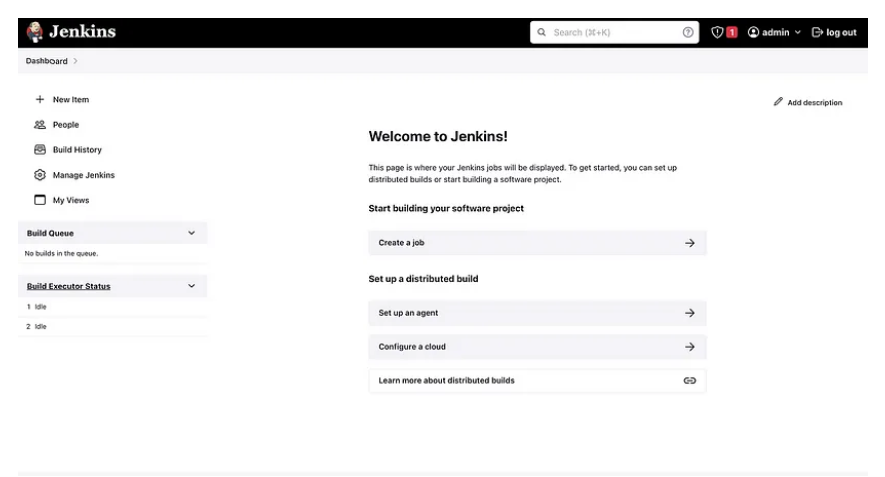 Jenkins
Search (⌘+K)
1
admin
log out
Dashboard
New Item
People
Build History
Manage Jenkins
My Views
Build Queue
No builds in the queue.
Build Executor Status
1 Idle
2 Idle
Add description
Welcome to Jenkins!
This page is where your Jenkins jobs will be displayed. To get started, you can set up
distributed builds or start building a software project.
Start building your software project
Create a job
Set up a distributed build
Set up an agent
Configure a cloud
Learn more about distributed builds